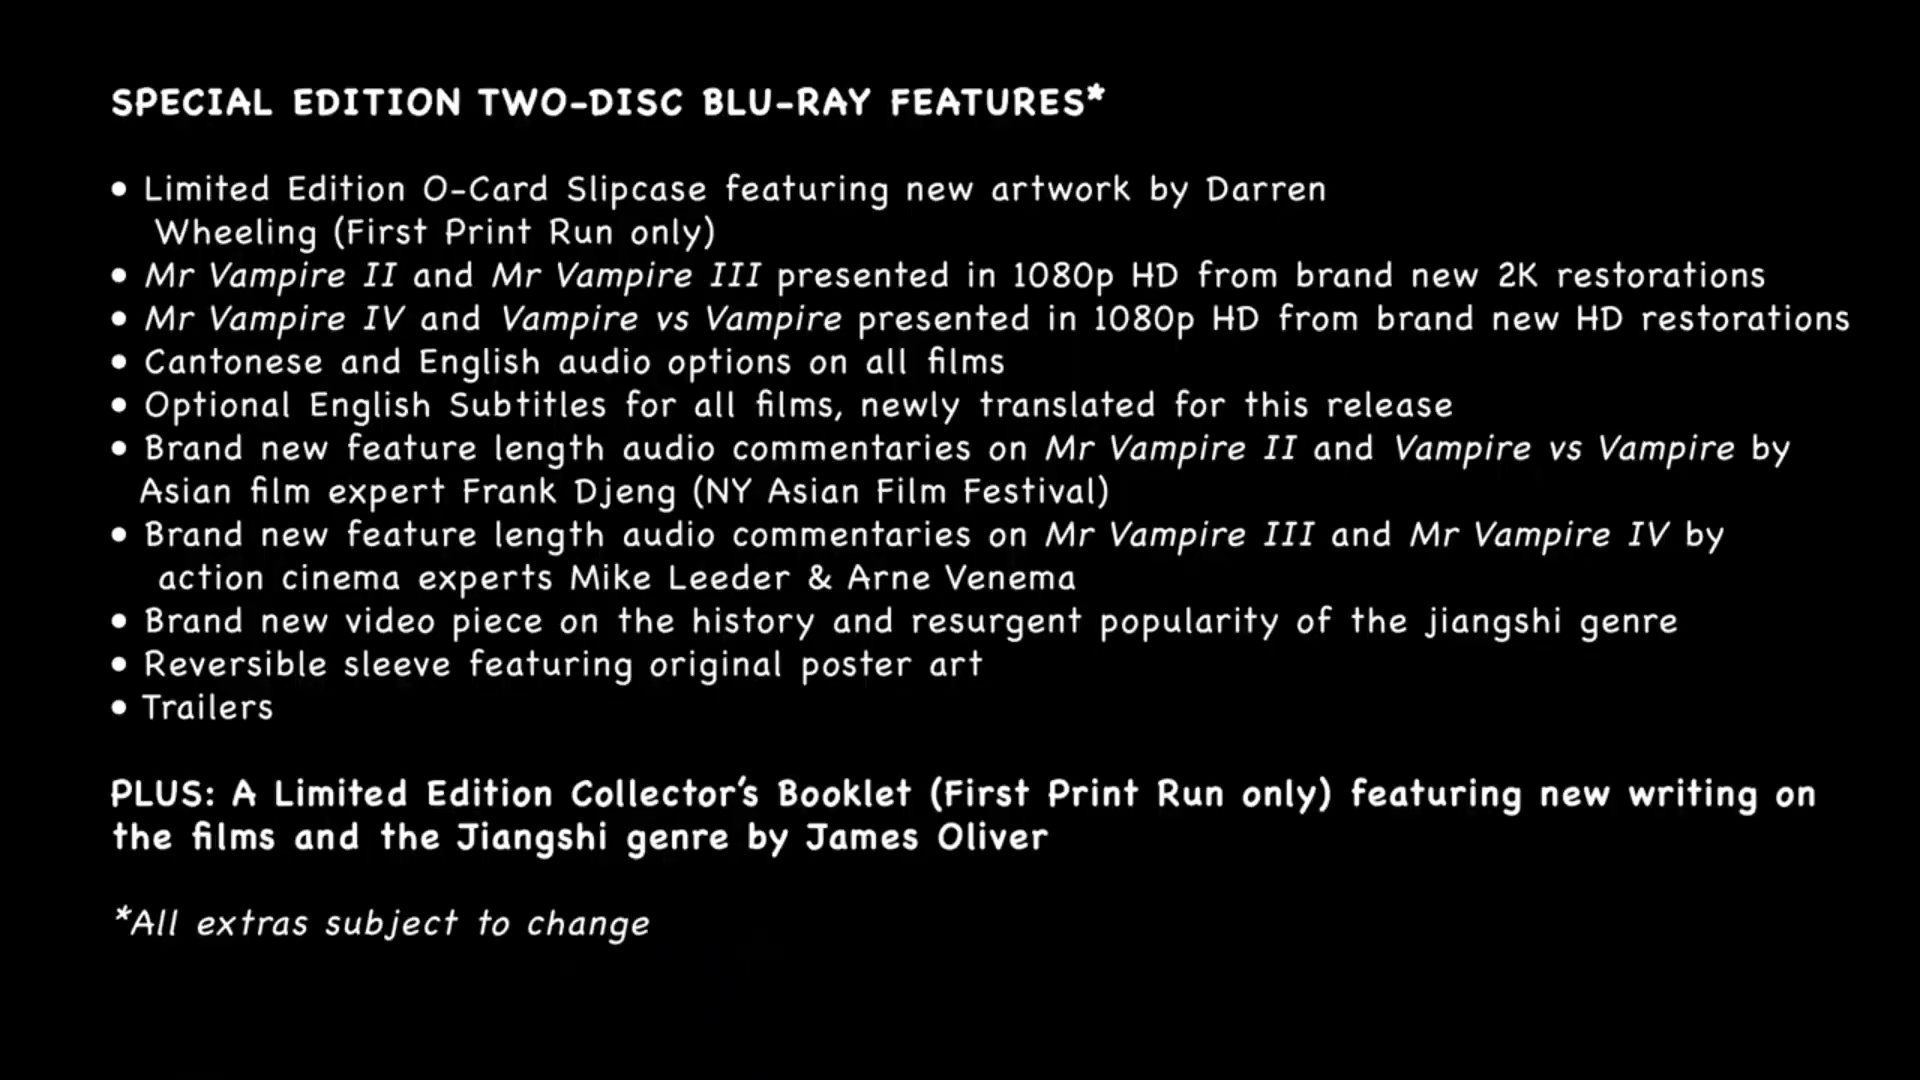 SPECIAL EDITION TWO-DISC BLU-RAY FEATURES*
• Limited Edition O-Card Slipcase featuring new artwork by Darren
Wheeling (First Print Run only)
• Mr Vampire II and Mr Vampire III presented in 1080p HD from brand new 2K restorations
• Mr Vampire IV and Vampire vs Vampire presented in 1080p HD from brand new HD restorations
• Cantonese and English audio options on all films
• Optional English Subtitles for all films, newly translated for this release
• Brand new feature length audio commentaries on Mr Vampire II and Vampire vs Vampire by
Asian film expert Frank Djeng (NY Asian Film Festival)
• Brand new feature length audio commentaries on Mr Vampire III and Mr Vampire IV by
action cinema experts Mike Leeder & Arne Venema
• Brand new video piece on the history and resurgent popularity of the jiangshi genre
• Reversible sleeve featuring original poster art
• Trailers
PLUS: A Limited Edition Collector's Booklet (First Print Run only) featuring new writing on
the films and the Jiangshi genre by James Oliver
*All extras subject to change